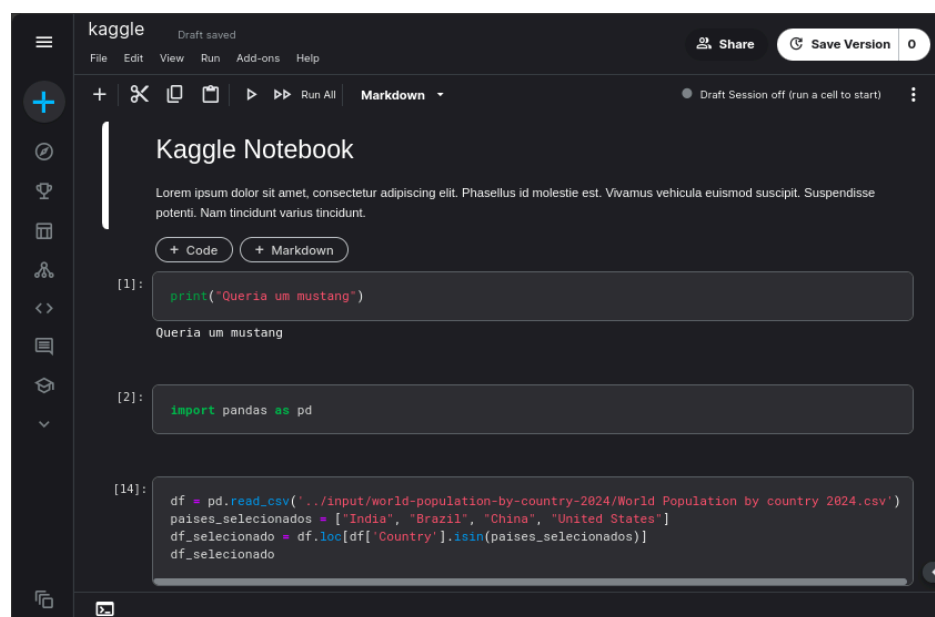 kaggle
Draft saved
File Edit View Run Add-ons Help
Share
Save Version 0
Run All Markdown
Draft Session off (run a cell to start)
Kaggle Notebook
Lorem ipsum dolor sit amet, consectetur adipiscing elit. Phasellus id molestie est. Vivamus vehicula euismod suscipit. Suspendisse
potenti. Nam tincidunt varius tincidunt.
+ Code + Markdown
[1]:
print("Queria um mustang")
Queria um mustang
[2]:
import pandas as pd
[14]:
df = pd.read_csv('../input/world-population-by-country-2024/World Population by country 2024.csv')
paises_selecionados = ["India", "Brazil", "China", "United States"]
df_selecionado = df.loc[df['Country'].isin(paises_selecionados)]
df_selecionado